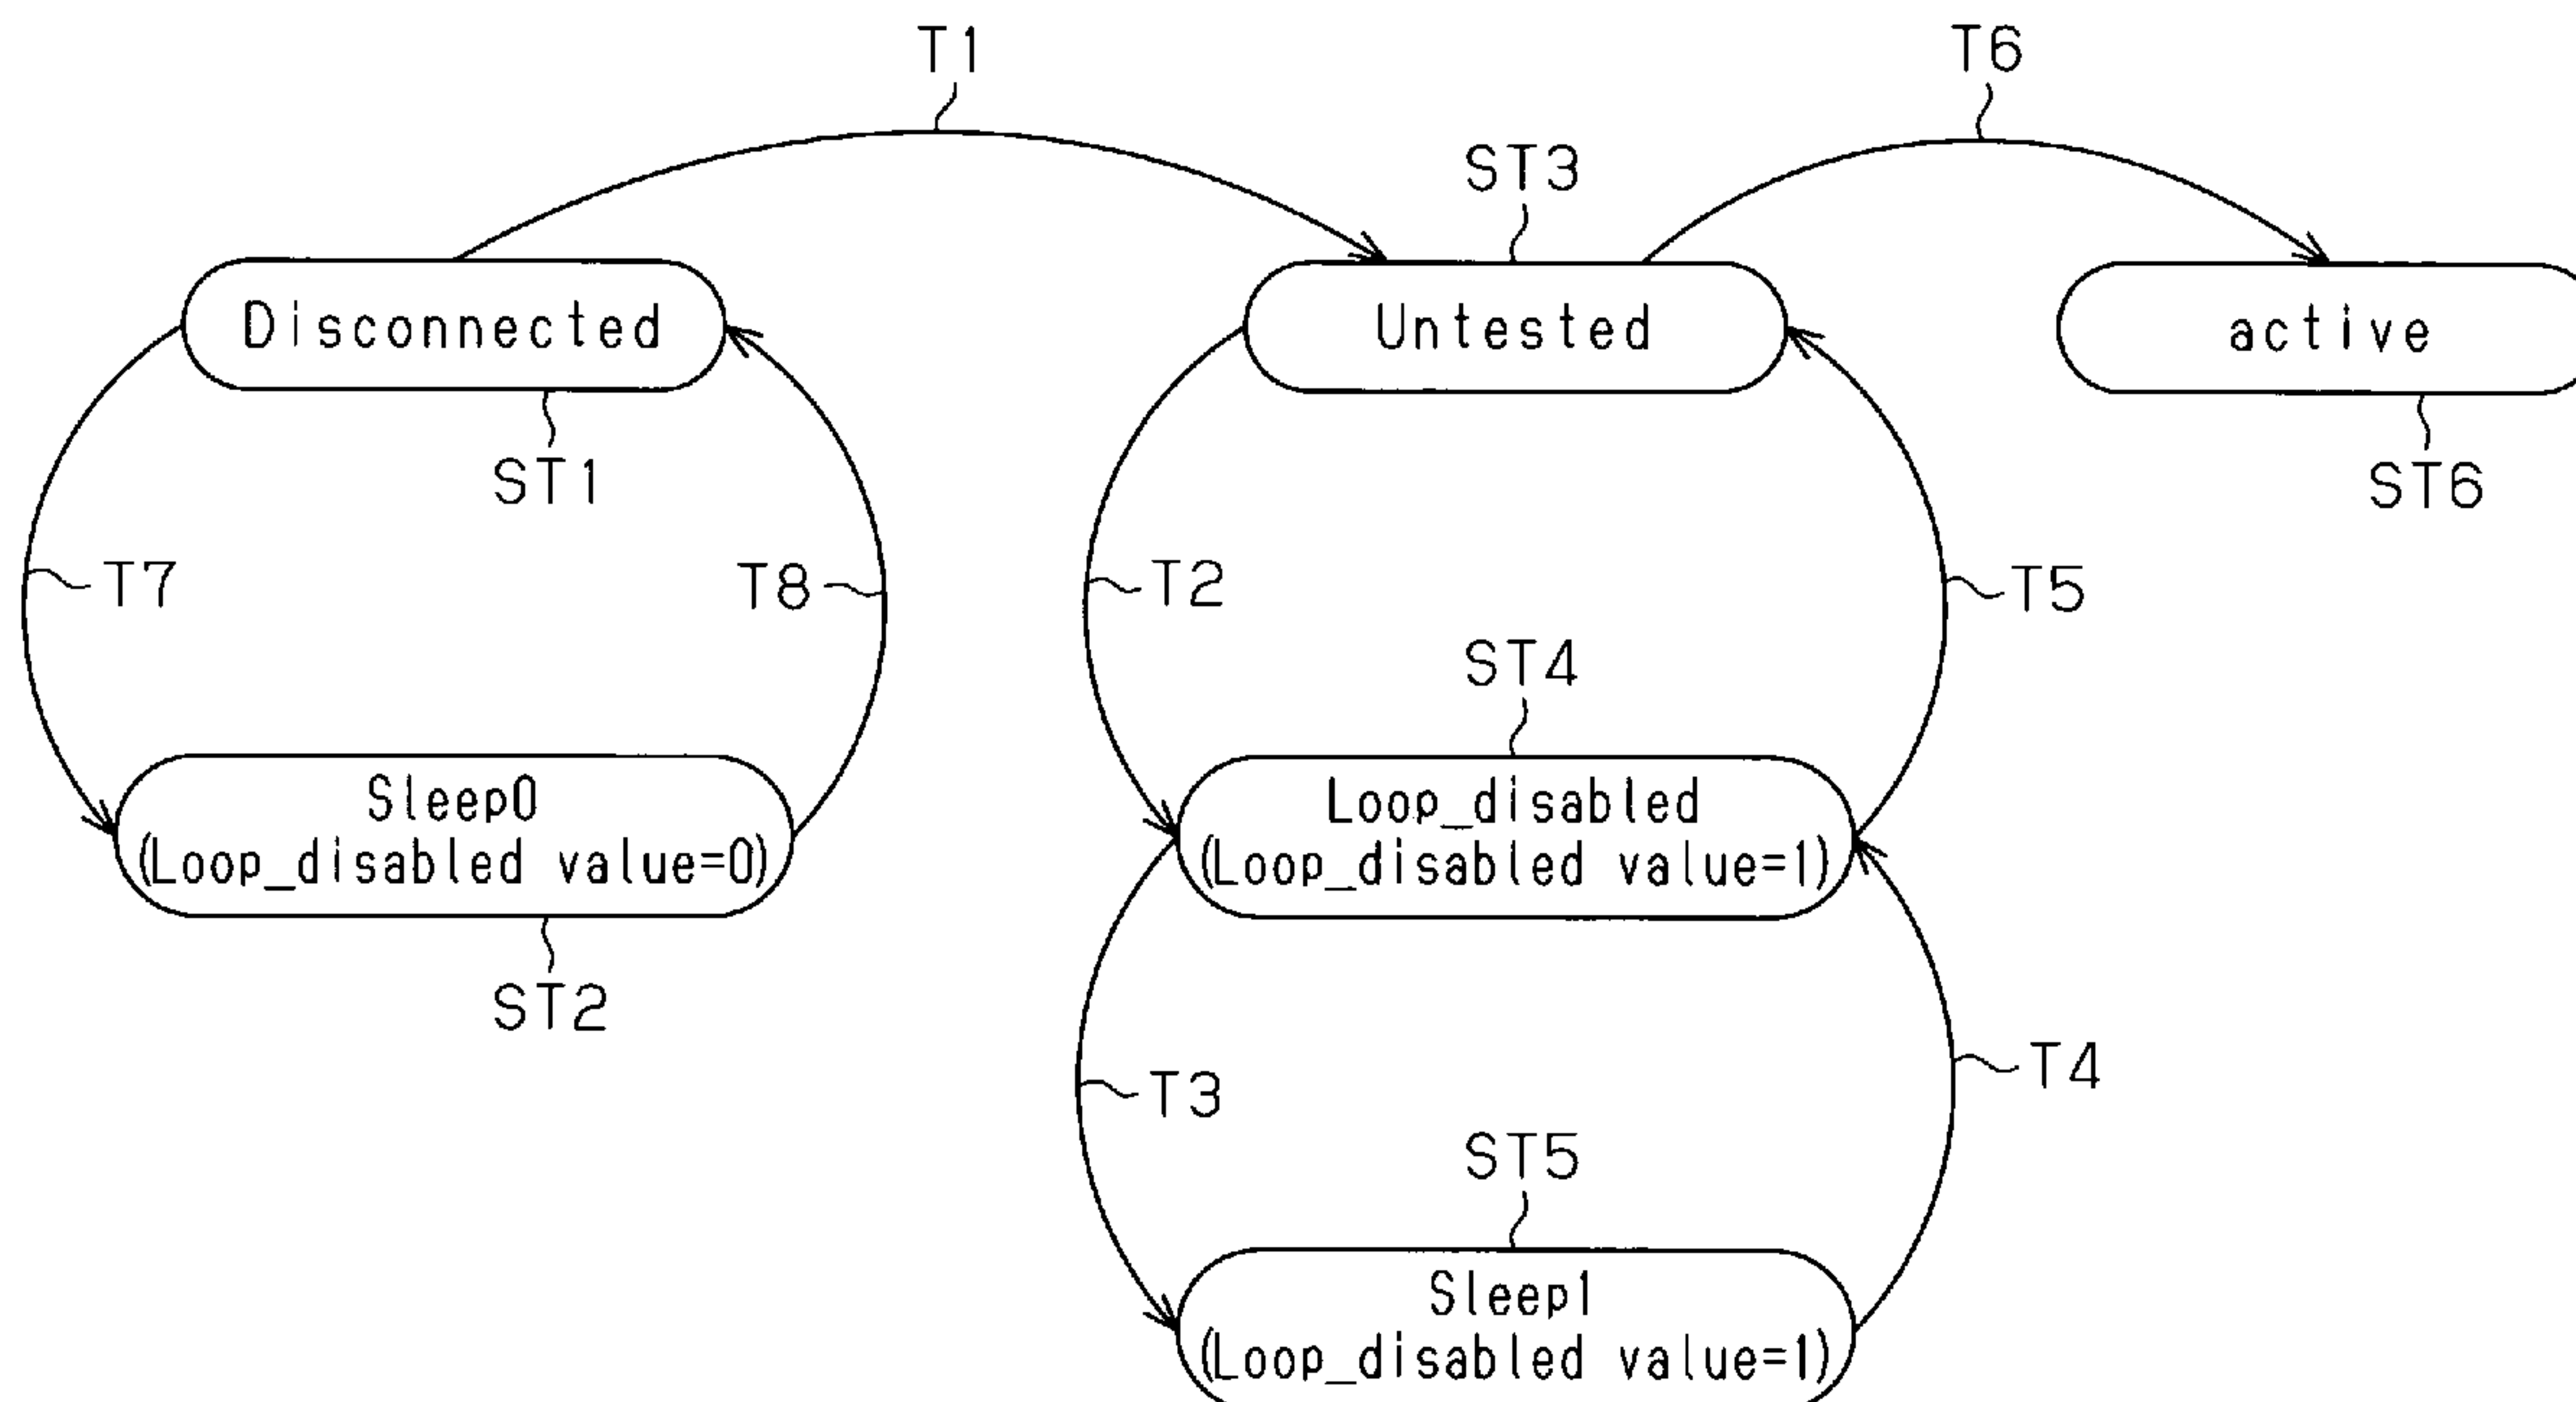 T1
T6
ST3
Disconnected
Untested
active
ST1
ST6
T7
T8
T2
T5
ST4
Sleep0
(Loop_disabled value=0)
Loop_disabled
(Loop_disabled value=1)
ST2
T3
T4
ST5
Sleep1
(Loop_disabled value=1)